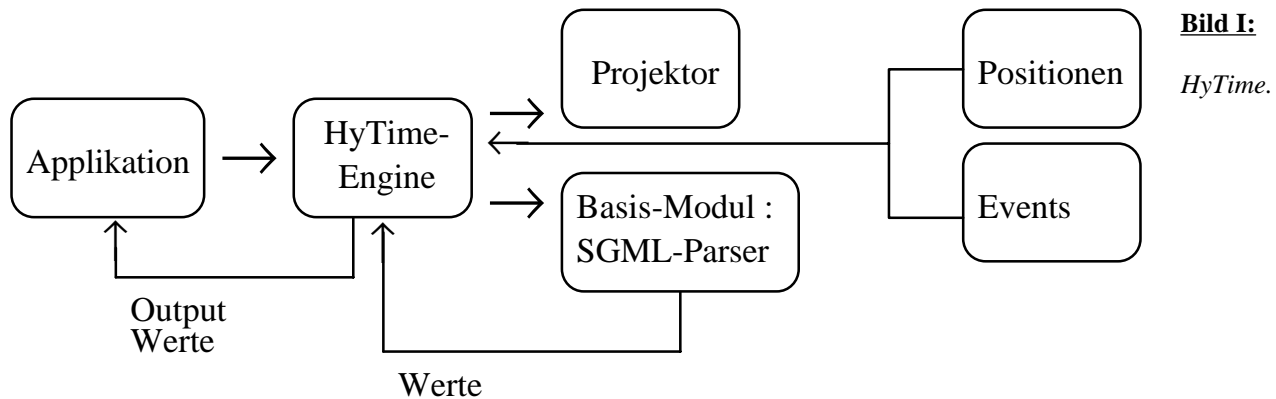 Bild I:
HyTime.
Projektor
Positionen
HyTime-
Engine
Applikation
Basis-Modul :
SGML-Parser
Events
Output
Werte
Werte